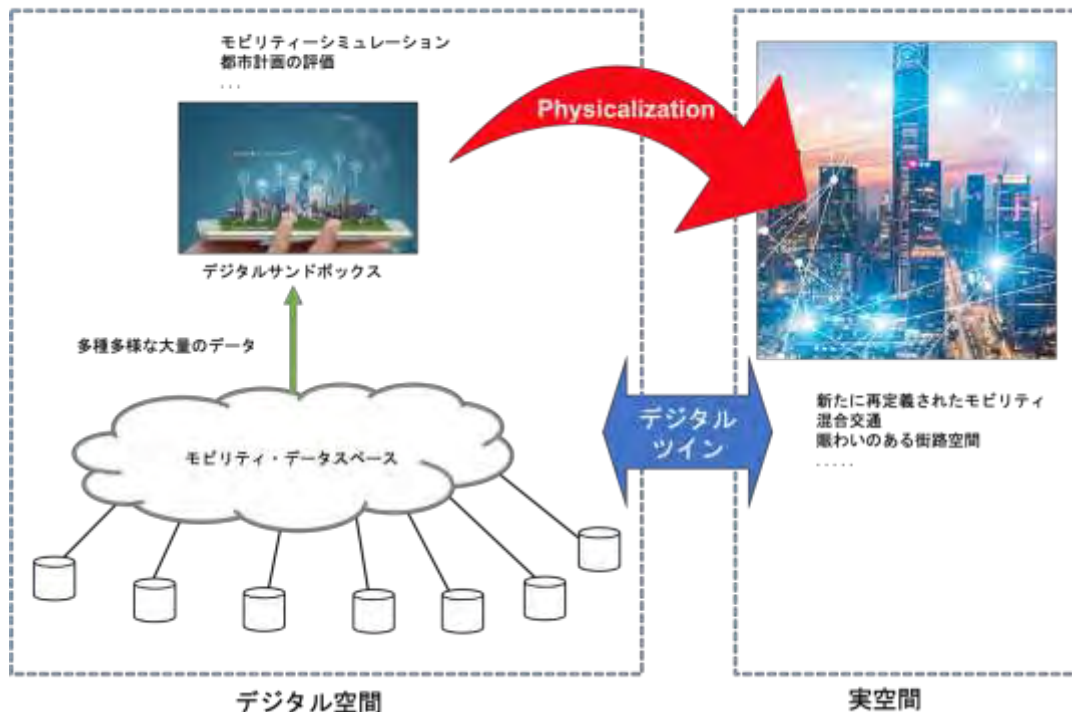 モビリティーシミュレーション
都市計画の評価
...
Physicalization
デジタルサンドボックス
多種多様な大量のデータ
モビリティ・データスペース
デジタル
ツイン
新たに再定義されたモビリティ
混合交通
賑わいのある街路空間
.....
デジタル空間
実空間